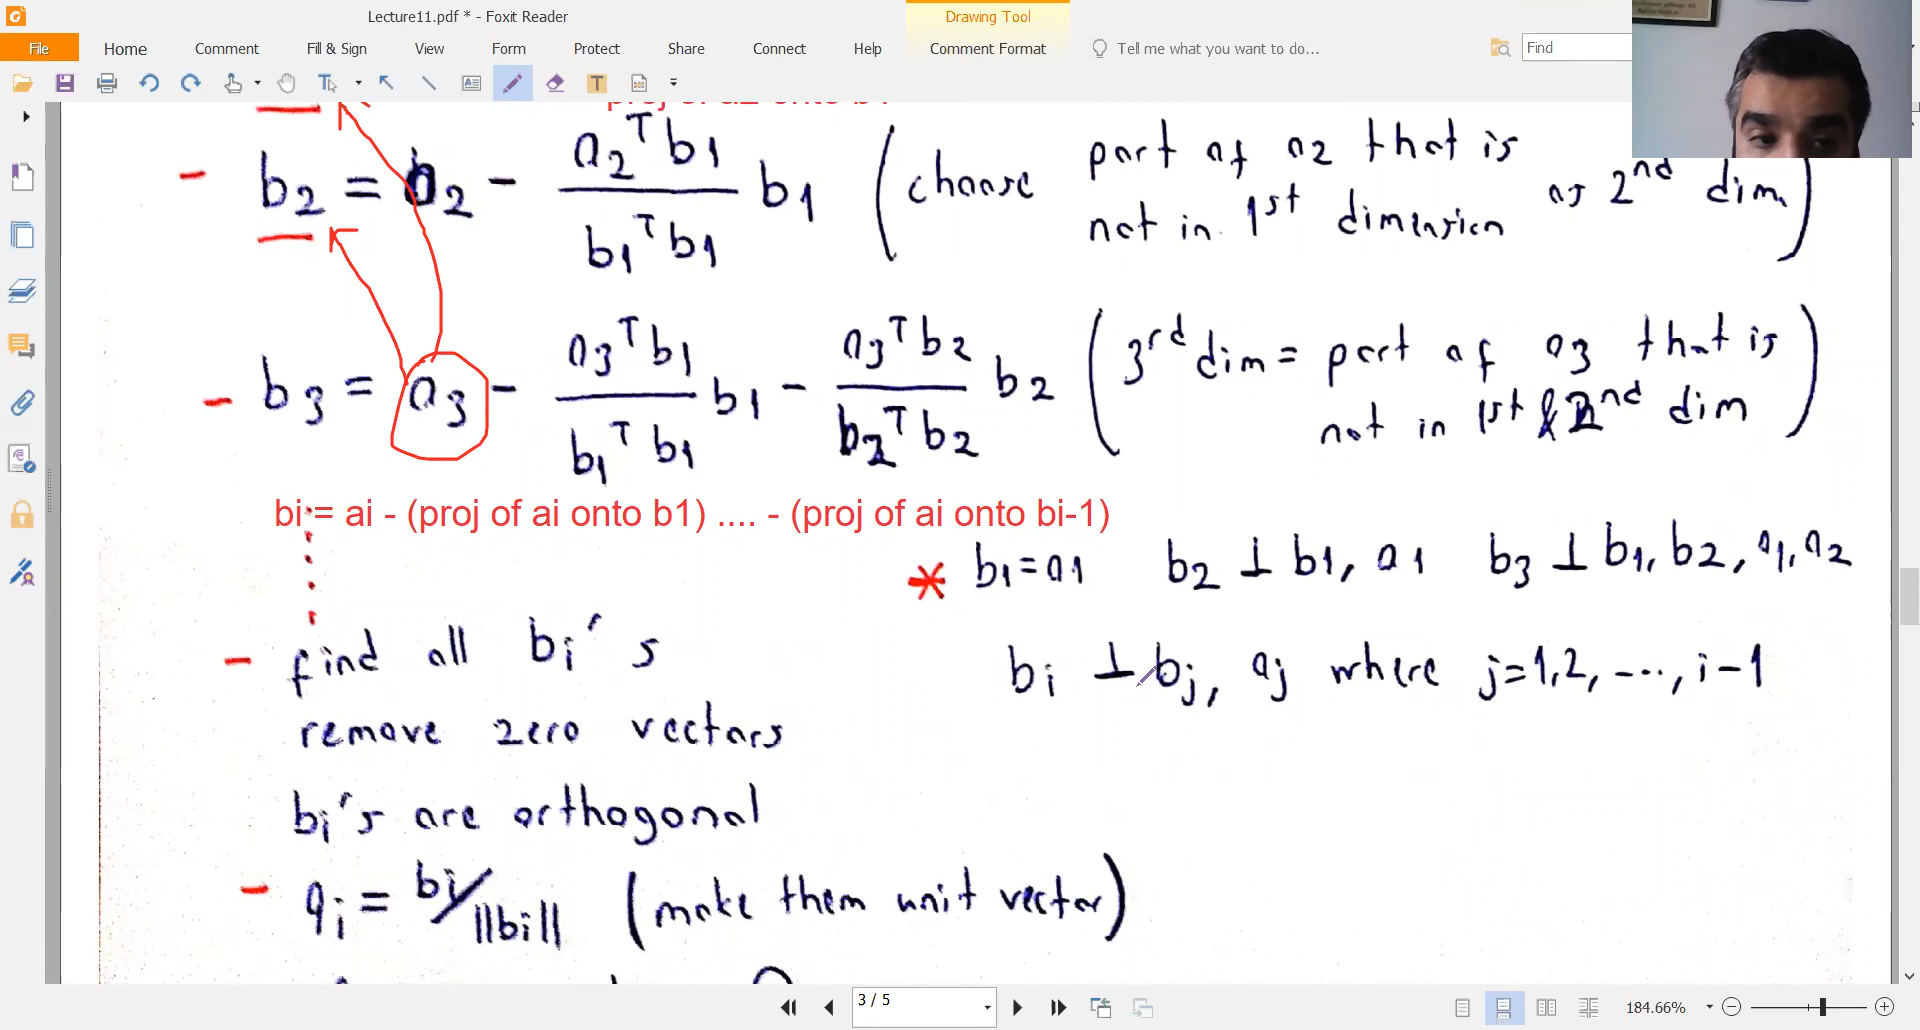 Lecture11.pdf * - Foxit Reader
Drawing Tool
File Home Comment Fill & Sign View Form Protect Share Connect Help Comment Format Tell me what you want to do... Find
b2 = a2 - a2ᵀb1 / b1ᵀb1 b1 (choose part of a2 that is not in 1st dimension as 2nd dim)
b3 = a3 - a3ᵀb1 / b1ᵀb1 b1 - a3ᵀb2 / b2ᵀb2 b2 (3rd dim = part of a3 that is not in 1st & 2nd dim)
bi = ai - (proj of ai onto b1) .... - (proj of ai onto bi-1)
* b1=a1 b2 ⊥ b1, a1 b3 ⊥ b1, b2, a1, a2
- find all bi's
bi ⊥ bj, aj where j=1,2, ---, i-1
remove zero vectors
bi's are orthogonal
- qi = bi/||bi|| (make them unit vector)
3 / 5
184.66%